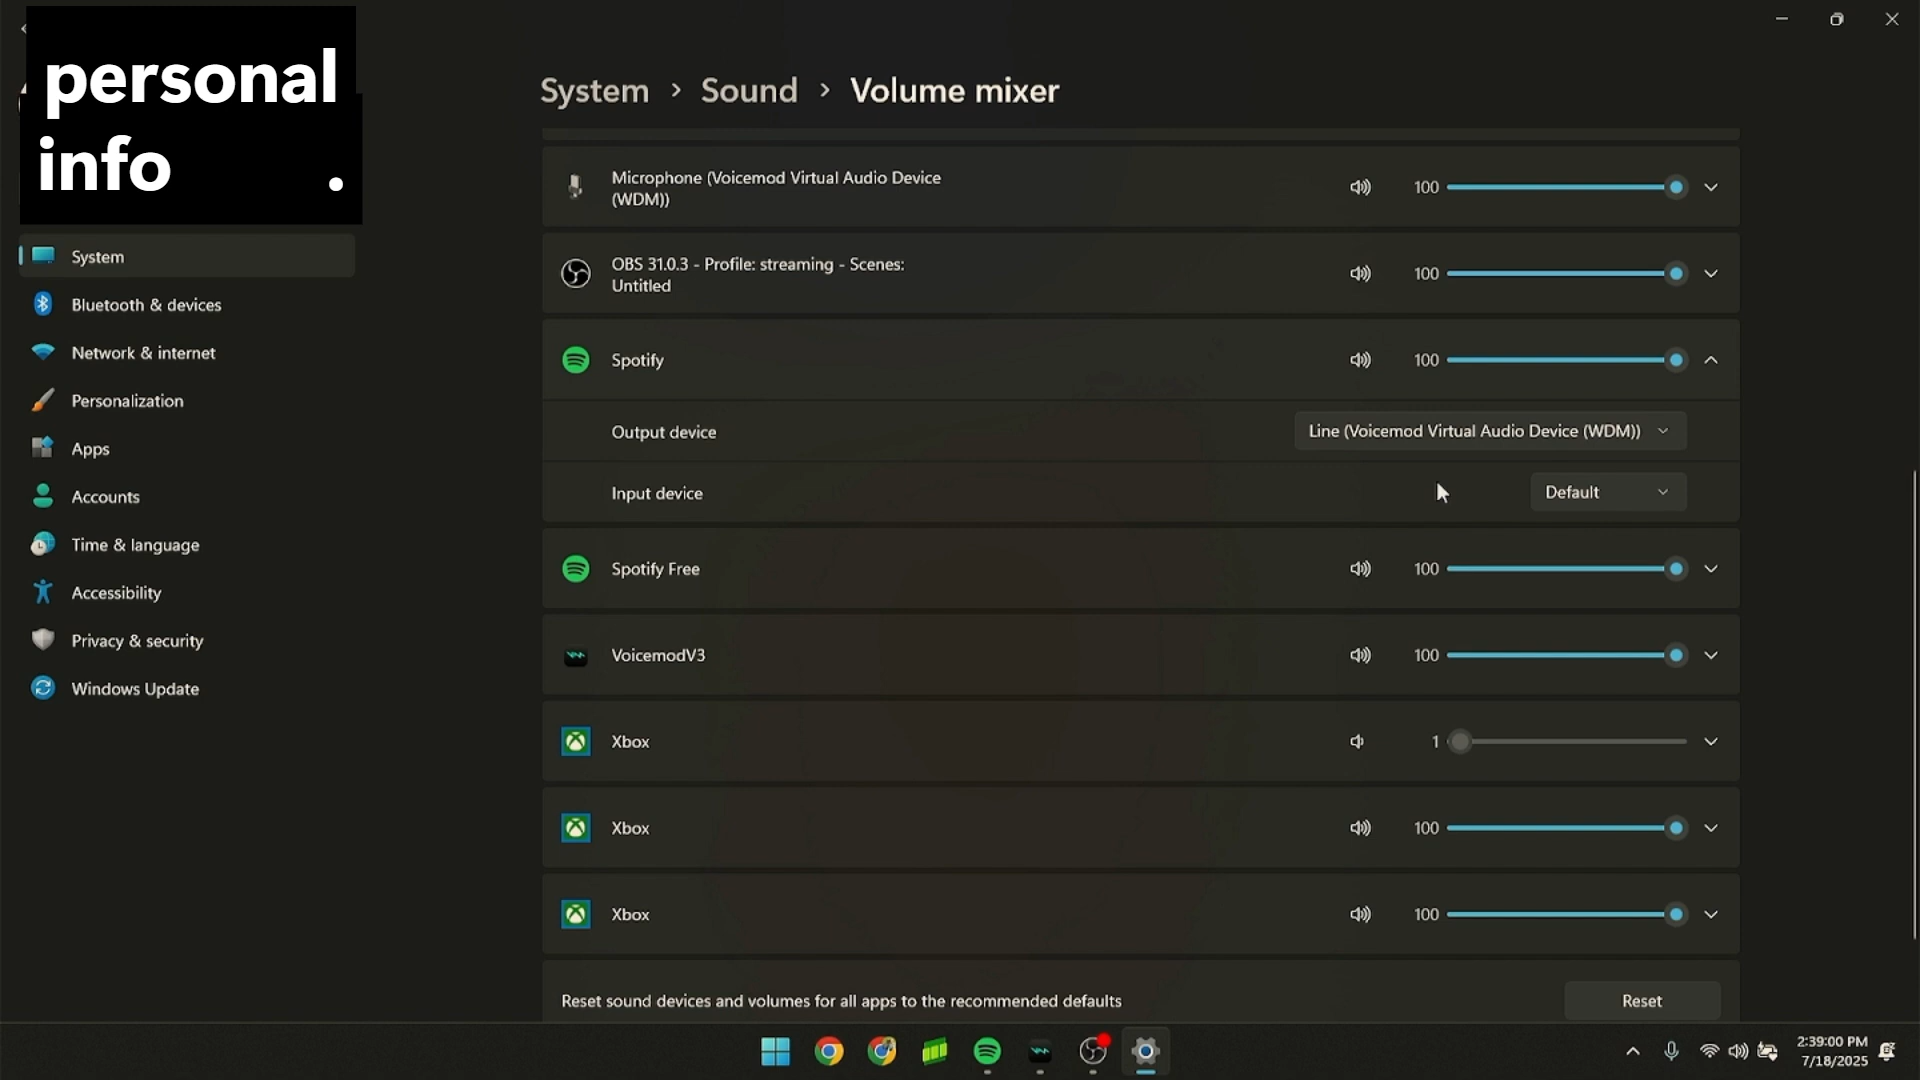 personal
info .
System > Sound > Volume mixer
Microphone (Voicemod Virtual Audio Device
(WDM))
100
OBS 31.0.3 - Profile: streaming - Scenes:
Untitled
100
Spotify
100
Output device
Line (Voicemod Virtual Audio Device (WDM))
Input device
Default
Spotify Free
100
VoicemodV3
100
Xbox
1
Xbox
100
Xbox
100
Reset sound devices and volumes for all apps to the recommended defaults
Reset
System
Bluetooth & devices
Network & internet
Personalization
Apps
Accounts
Time & language
Accessibility
Privacy & security
Windows Update
2:39:00 PM
7/18/2025